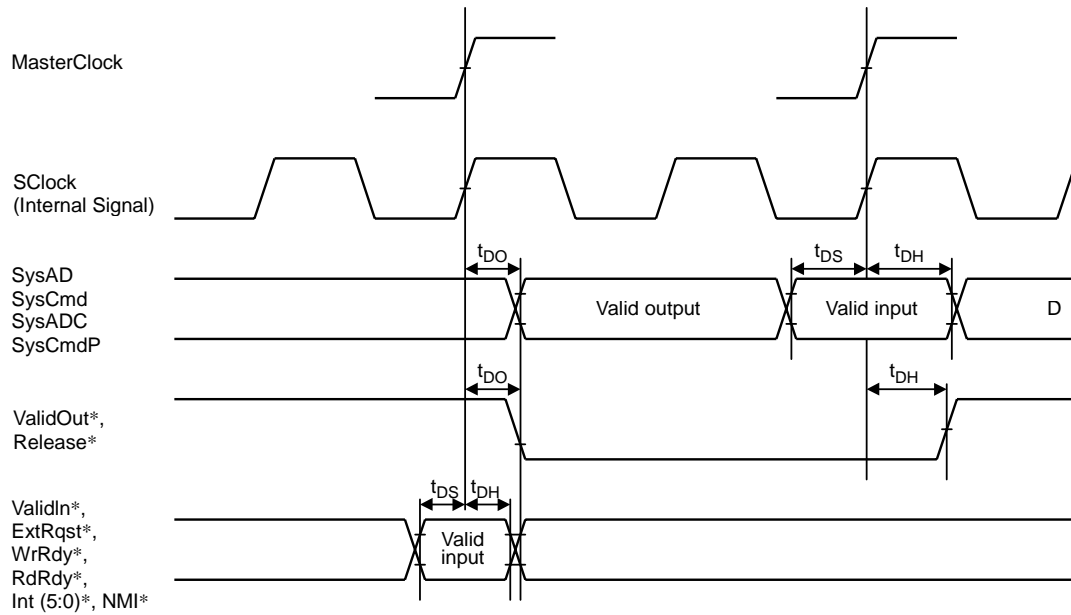 MasterClock
SClock
(Internal Signal)
SysAD
SysCmd
SysADC
SysCmdP
tDO
tDS
tDH
Valid output
Valid input
D
ValidOut*,
Release*
tDO
tDH
ValidIn*,
ExtRqst*,
WrRdy*,
RdRdy*,
Int (5:0)*, NMI*
tDS
tDH
Valid
input